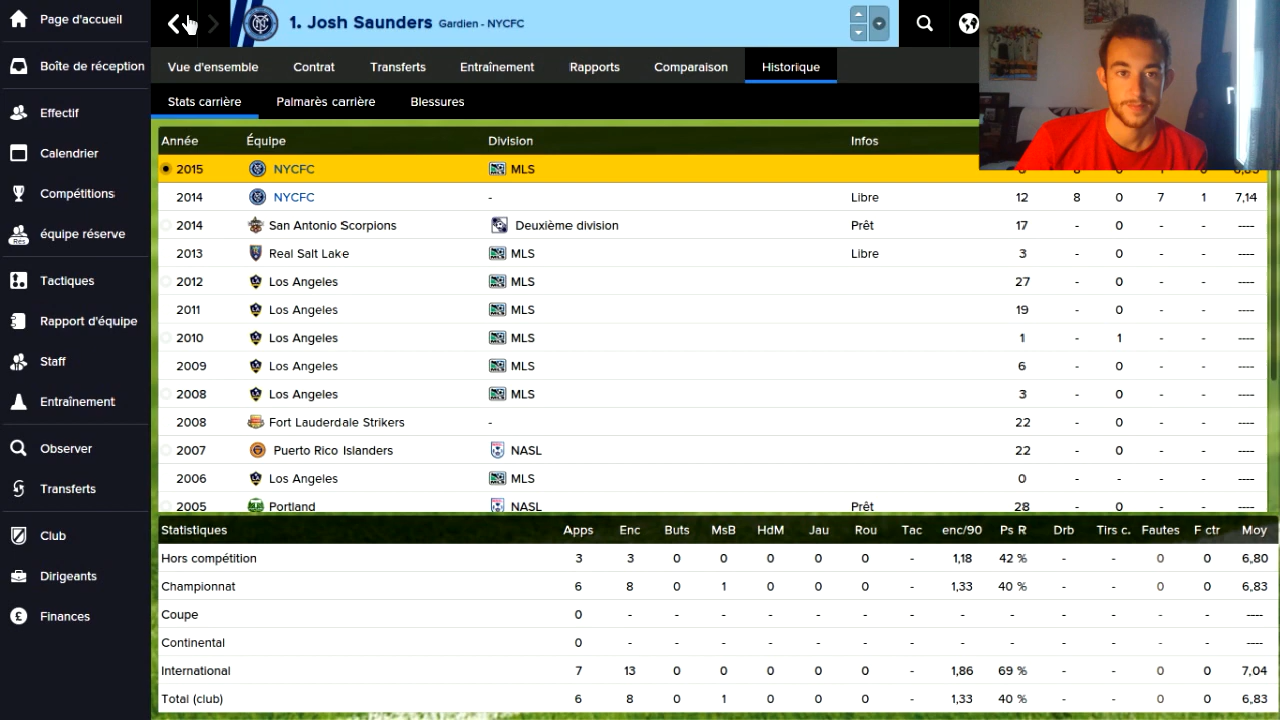 Page d'accueil
Boîte de réception
Effectif
Calendrier
Compétitions
équipe réserve
Tactiques
Rapport d'équipe
Staff
Entraînement
Observer
Transferts
Club
Dirigeants
Finances
1. Josh Saunders Gardien - NYCFC
Vue d'ensemble Contrat Transferts Entraînement Rapports Comparaison Historique
Stats carrière Palmarès carrière Blessures
Année Équipe Division Infos
2015 NYCFC MLS
2014 NYCFC - Libre 12 8 0 7 1 7,14
2014 San Antonio Scorpions Deuxième division Prêt 17 - 0 - - ----
2013 Real Salt Lake MLS Libre 3 - 0 - - ----
2012 Los Angeles MLS 27 - 0 - - ----
2011 Los Angeles MLS 19 - 0 - - ----
2010 Los Angeles MLS 1 - 1 - - ----
2009 Los Angeles MLS 6 - 0 - - ----
2008 Los Angeles MLS 3 - 0 - - ----
2008 Fort Lauderdale Strikers - 22 - 0 - - ----
2007 Puerto Rico Islanders NASL 22 - 0 - - ----
2006 Los Angeles MLS 0 - - - - ----
2005 Portland NASL Prêt 28 - 0 - - ----
Statistiques Apps Enc Buts MsB HdM Jau Rou Tac enc/90 Ps R Drb Tirs c. Fautes F ctr Moy
Hors compétition 3 3 0 0 0 0 0 - 1,18 42 % - - 0 0 6,80
Championnat 6 8 0 1 0 0 0 - 1,33 40 % - - 0 0 6,83
Coupe 0 - - - - - - - - - - - - - ----
Continental 0 - - - - - - - - - - - - - ----
International 7 13 0 0 0 0 0 - 1,86 69 % - - 0 0 7,04
Total (club) 6 8 0 1 0 0 0 - 1,33 40 % - - 0 0 6,83